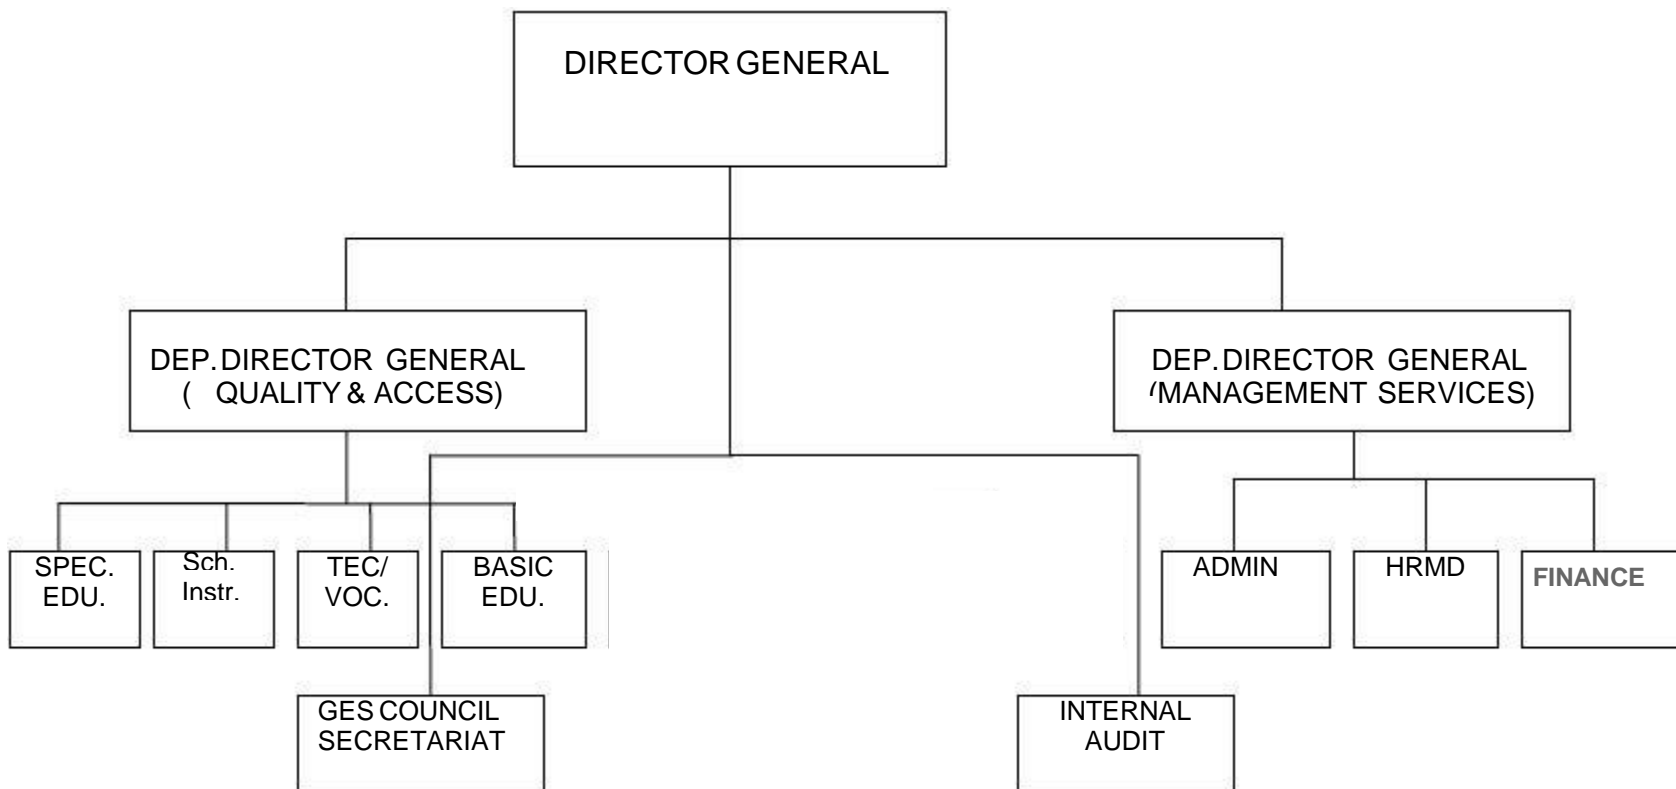 DIRECTOR GENERAL
DEP. DIRECTOR GENERAL
( QUALITY & ACCESS)
DEP. DIRECTOR GENERAL
(MANAGEMENT SERVICES)
SPEC.
EDU.
Sch.
Instr.
TEC/
VOC.
BASIC
EDU.
ADMIN
HRMD
FINANCE
GES COUNCIL
SECRETARIAT
INTERNAL
AUDIT